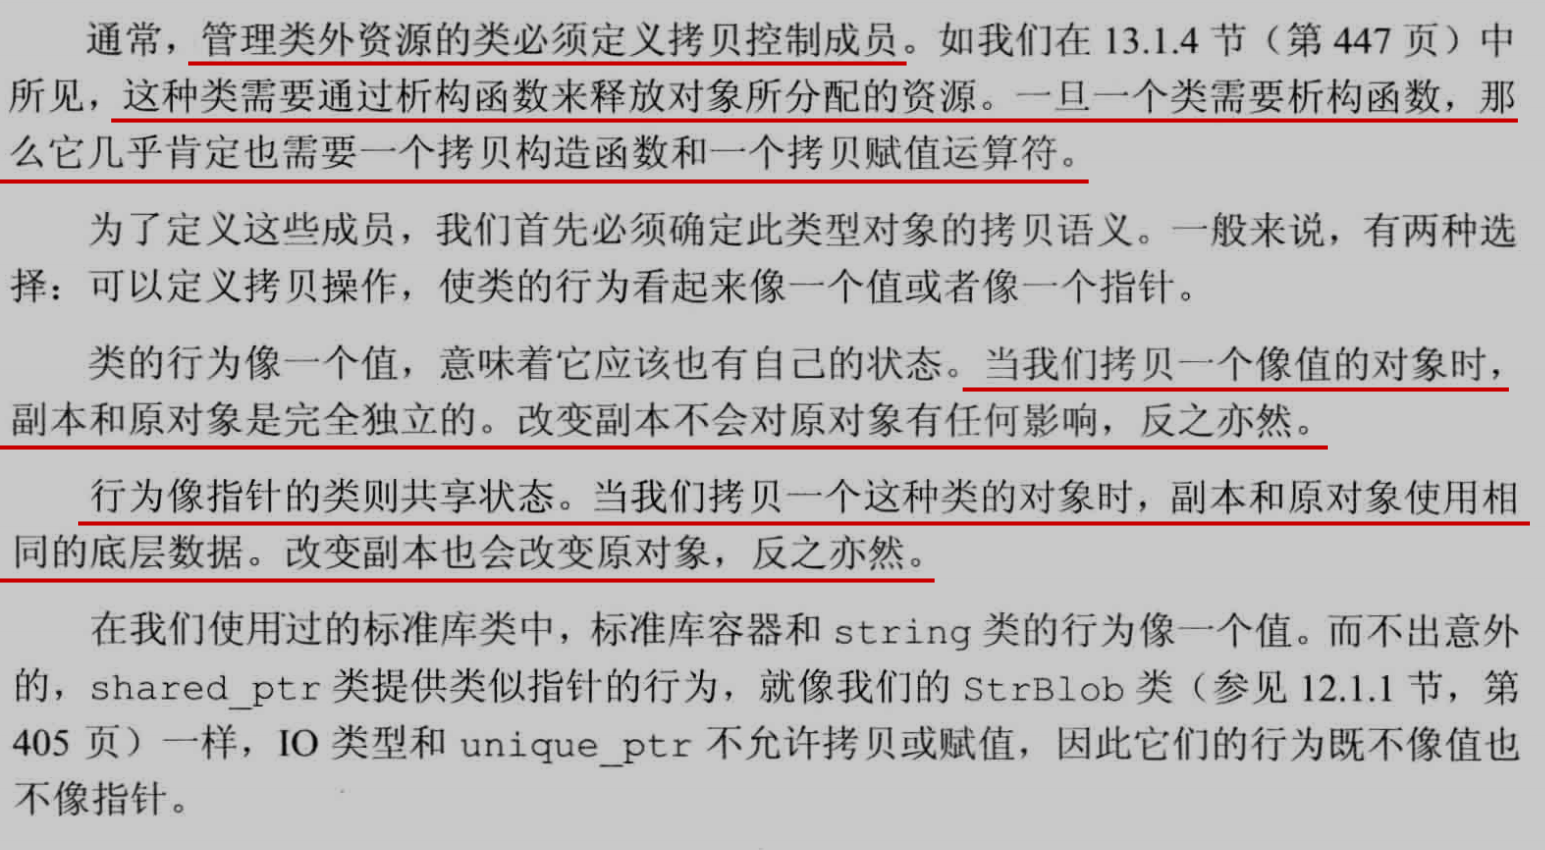 通常，管理类外资源的类必须定义拷贝控制成员。如我们在 13.1.4 节（第 447 页）中
所见，这种类需要通过析构函数来释放对象所分配的资源。一旦一个类需要析构函数，那
么它几乎肯定也需要一个拷贝构造函数和一个拷贝赋值运算符。
为了定义这些成员，我们首先必须确定此类型对象的拷贝语义。一般来说，有两种选
择：可以定义拷贝操作，使类的行为看起来像一个值或者像一个指针。
类的行为像一个值，意味着它应该也有自己的状态。当我们拷贝一个像值的对象时，
副本和原对象是完全独立的。改变副本不会对原对象有任何影响，反之亦然。
行为像指针的类则共享状态。当我们拷贝一个这种类的对象时，副本和原对象使用相
同的底层数据。改变副本也会改变原对象，反之亦然。
在我们使用过的标准库类中，标准库容器和 string 类的行为像一个值。而不出意外
的，shared_ptr 类提供类似指针的行为，就像我们的 StrBlob 类（参见 12.1.1 节，第
405 页）一样，IO 类型和 unique_ptr 不允许拷贝或赋值，因此它们的行为既不像值也
不像指针。